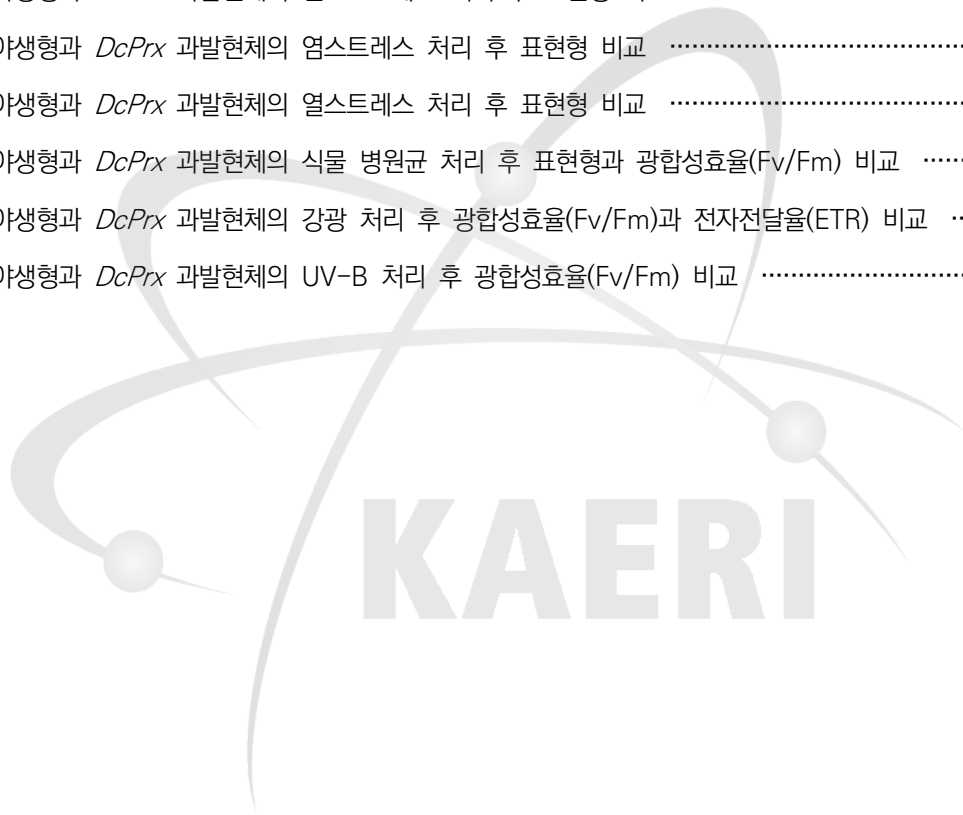 야생형과 DcPrx 과발현체의 염스트레스 처리 후 표현형 비교 ……………………………
야생형과 DcPrx 과발현체의 열스트레스 처리 후 표현형 비교 ……………………………
야생형과 DcPrx 과발현체의 식물 병원균 처리 후 표현형과 광합성효율(Fv/Fm) 비교 ……
야생형과 DcPrx 과발현체의 강광 처리 후 광합성효율(Fv/Fm)과 전자전달율(ETR) 비교 …
야생형과 DcPrx 과발현체의 UV-B 처리 후 광합성효율(Fv/Fm) 비교 ……………………
KAERI